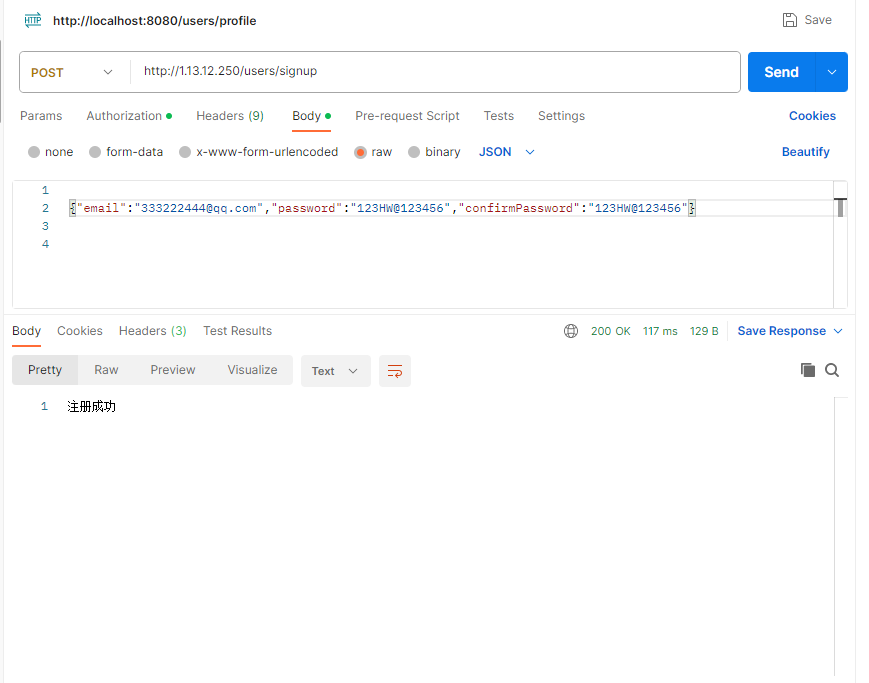 HTTP http://localhost:8080/users/profile Save
POST http://1.13.12.250/users/signup Send
Params Authorization Headers (9) Body Pre-request Script Tests Settings Cookies
none form-data x-www-form-urlencoded raw binary JSON Beautify
1
2 {"email":"333222444@qq.com","password":"123HW@123456","confirmPassword":"123HW@123456"}
3
4
Body Cookies Headers (3) Test Results 200 OK 117 ms 129 B Save Response
Pretty Raw Preview Visualize Text
1 注册成功